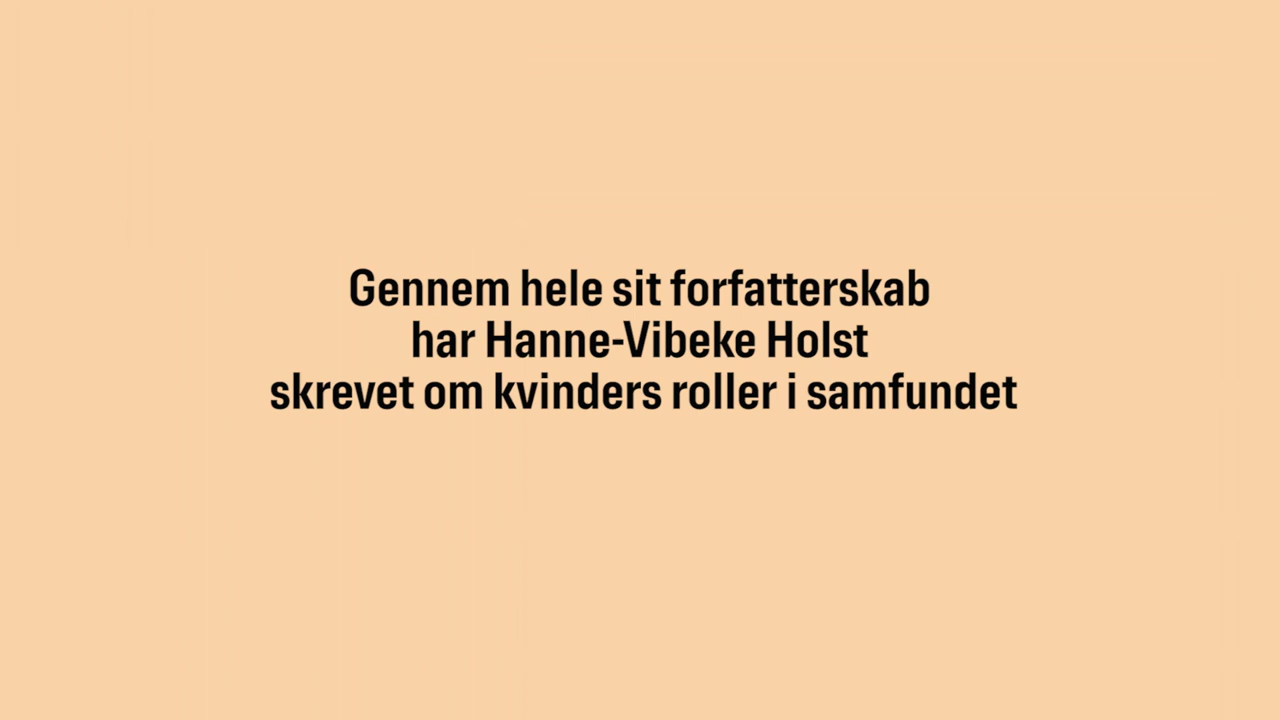 Gennem hele sit forfatterskab
har Hanne-Vibeke Holst
skrevet om kvinders roller i samfundet